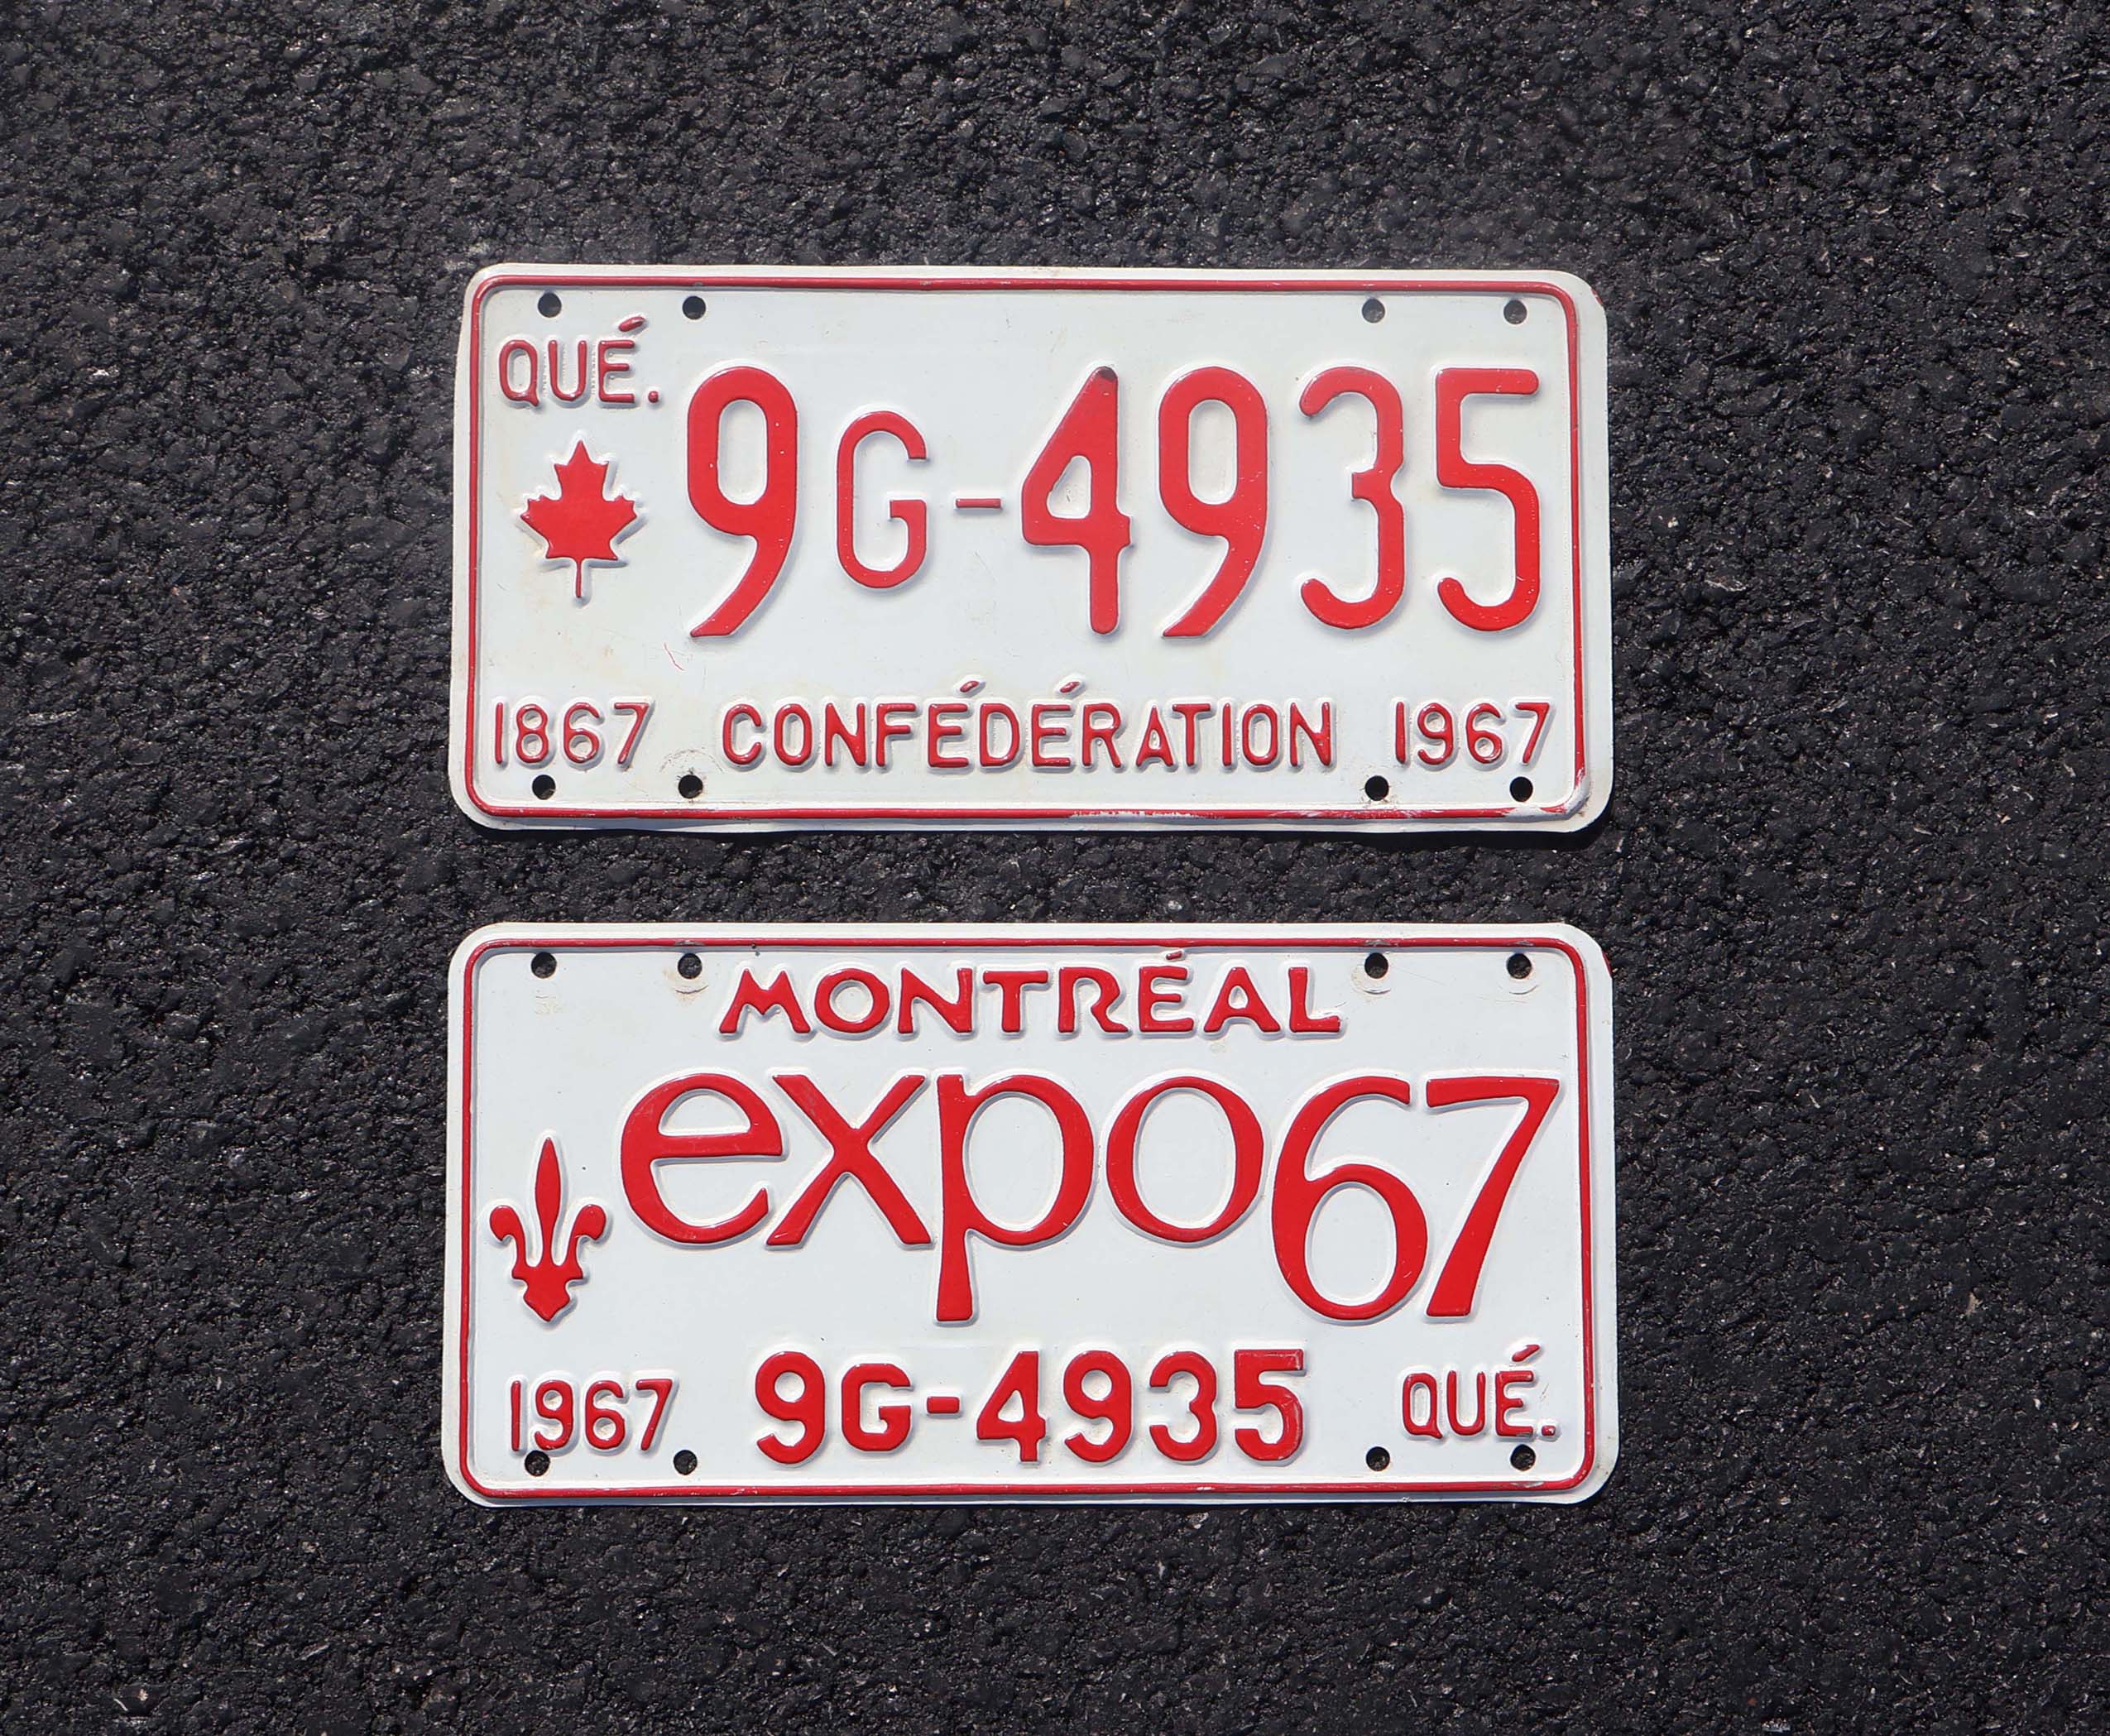 QUÉ.
9G-4935
1867 CONFÉDÉRATION 1967
MONTRÉAL
expo67
1967 9G-4935 QUÉ.